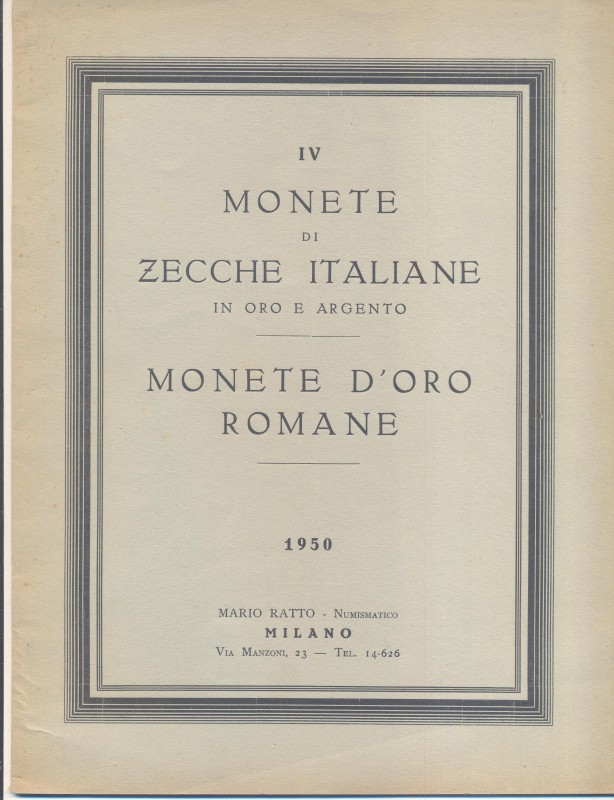 IV
MONETE
DI
ZECCHE ITALIANE
IN ORO E ARGENTO
MONETE D'ORO
ROMANE
1950
MARIO RATTO - NUMISMATICO
MILANO
VIA MANZONI, 23 — TEL. 14-626